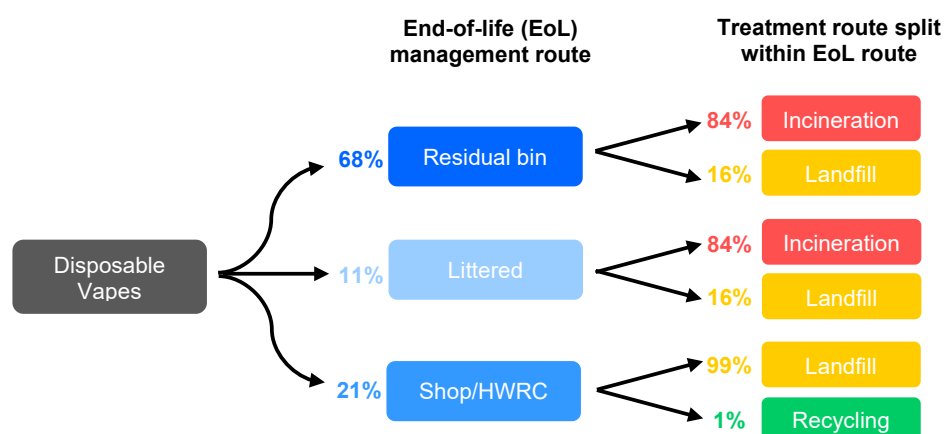 End-of-life (EoL)
management route
Treatment route split
within EoL route
84% Incineration
68% Residual bin
16% Landfill
84% Incineration
Disposable
Vapes
11% Littered
16% Landfill
99% Landfill
21% Shop/HWRC
1% Recycling